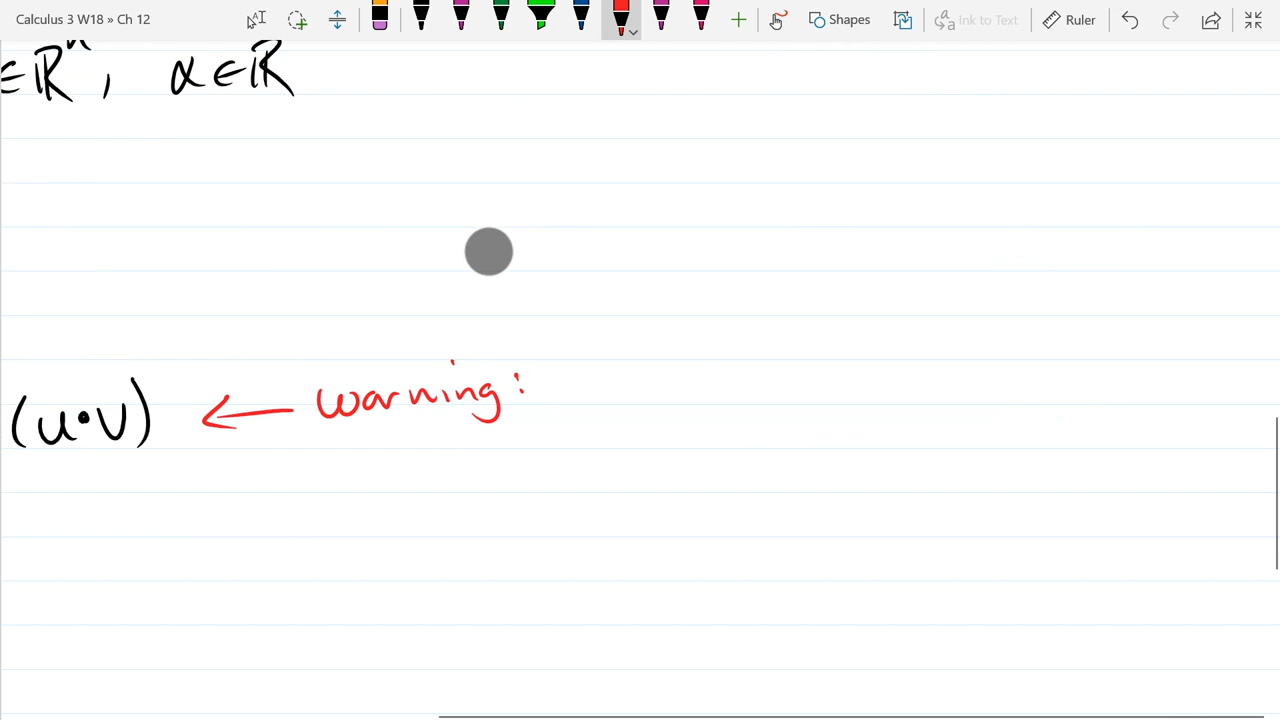 Calculus 3 W18 » Ch 12
Shapes
Ink to Text
Ruler
∈ℝⁿ, α∈ℝ
(u•v) ← warning: